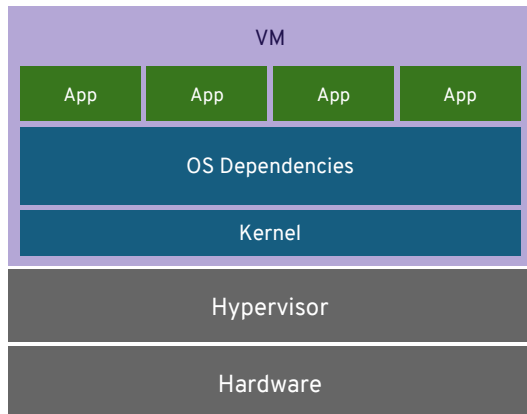 VM
App App App App
OS Dependencies
Kernel
Hypervisor
Hardware